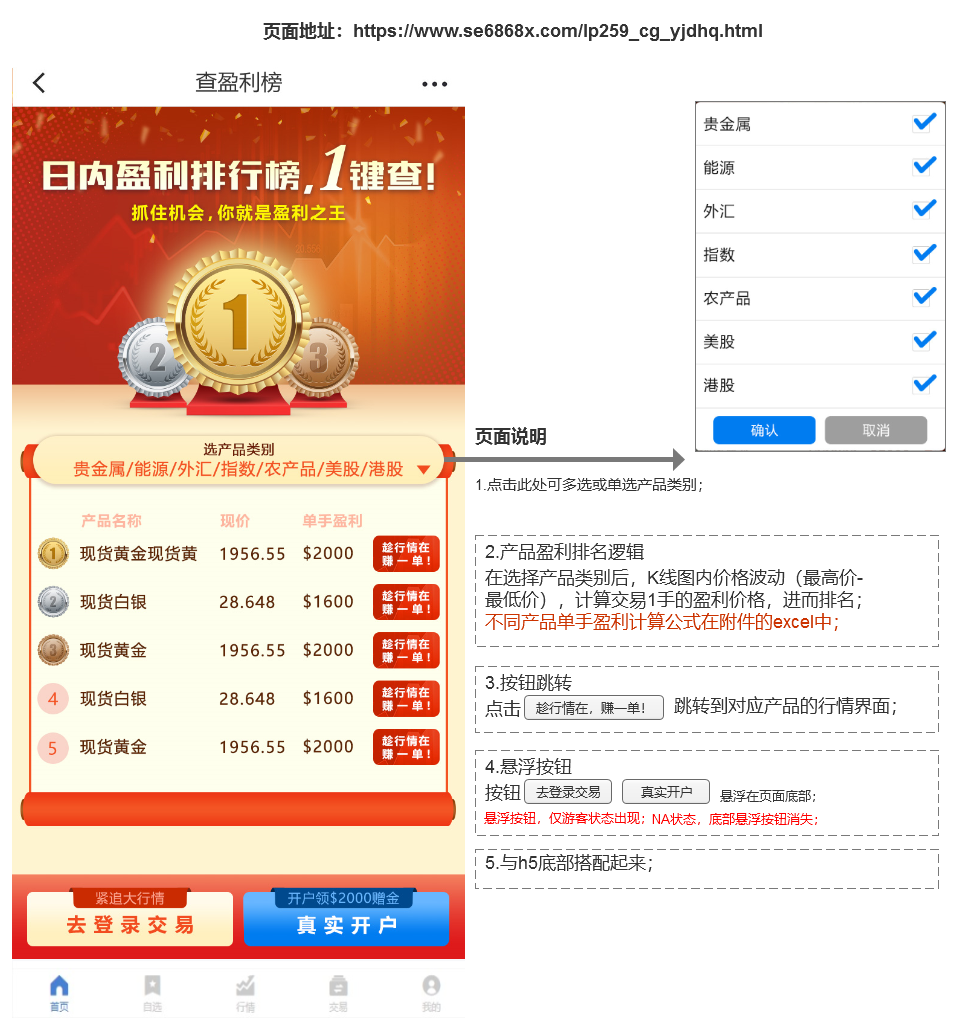 页面地址：https://www.se6868x.com/lp259_cg_yjdhq.html
查盈利榜
日内盈利排行榜,1键查!
抓住机会,你就是盈利之王
1
2
3
选产品类别
贵金属/能源/外汇/指数/农产品/美股/港股
产品名称 现价 单手盈利
1 现货黄金现货黄 1956.55 $2000 趁行情在
赚一单！
2 现货白银 28.648 $1600 趁行情在
赚一单！
3 现货黄金 1956.55 $2000 趁行情在
赚一单！
4 现货白银 28.648 $1600 趁行情在
赚一单！
5 现货黄金 1956.55 $2000 趁行情在
赚一单！
紧追大行情
去登录交易
开户领$2000赠金
真实开户
首页 自选 行情 交易 我的
贵金属
能源
外汇
指数
农产品
美股
港股
确认 取消
页面说明
1.点击此处可多选或单选产品类别；
2.产品盈利排名逻辑
在选择产品类别后，K线图内价格波动（最高价-
最低价），计算交易1手的盈利价格，进而排名；
不同产品单手盈利计算公式在附件的excel中；
3.按钮跳转
点击 趁行情在，赚一单！ 跳转到对应产品的行情界面；
4.悬浮按钮
按钮 去登录交易 真实开户 悬浮在页面底部；
悬浮按钮，仅游客状态出现；NA状态，底部悬浮按钮消失；
5.与h5底部搭配起来；